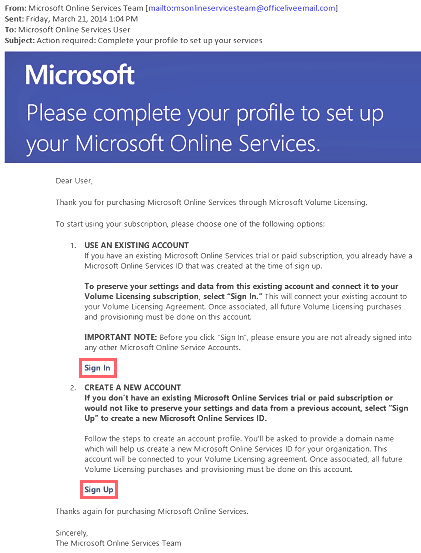 From: Microsoft Online Services Team [mailto:msonlineservicesteam@officeliveemail.com]
Sent: Friday, March 21, 2014 1:04 PM
To: Microsoft Online Services User
Subject: Action required: Complete your profile to set up your services
Microsoft
Please complete your profile to set up
your Microsoft Online Services.
Dear User,
Thank you for purchasing Microsoft Online Services through Microsoft Volume Licensing.
To start using your subscription, please choose one of the following options:
1. USE AN EXISTING ACCOUNT
If you have an existing Microsoft Online Services trial or paid subscription, you already have a
Microsoft Online Services ID that was created at the time of sign up.
To preserve your settings and data from this existing account and connect it to your
Volume Licensing subscription, select "Sign In." This will connect your existing account to
your Volume Licensing Agreement. Once associated, all future Volume Licensing purchases
and provisioning must be done on this account.
IMPORTANT NOTE: Before you click "Sign In", please ensure you are not already signed into
any other Microsoft Online Service Accounts.
Sign In
2. CREATE A NEW ACCOUNT
If you don't have an existing Microsoft Online Services trial or paid subscription or
would not like to preserve your settings and data from a previous account, select "Sign
Up" to create a new Microsoft Online Services ID.
Follow the steps to create an account profile. You'll be asked to provide a domain name
which will help us create a new Microsoft Online Services ID for your organization. This
account will be connected to your Volume Licensing agreement. Once associated, all future
Volume Licensing purchases and provisioning must be done on this account.
Sign Up
Thanks again for purchasing Microsoft Online Services.
Sincerely,
The Microsoft Online Services Team